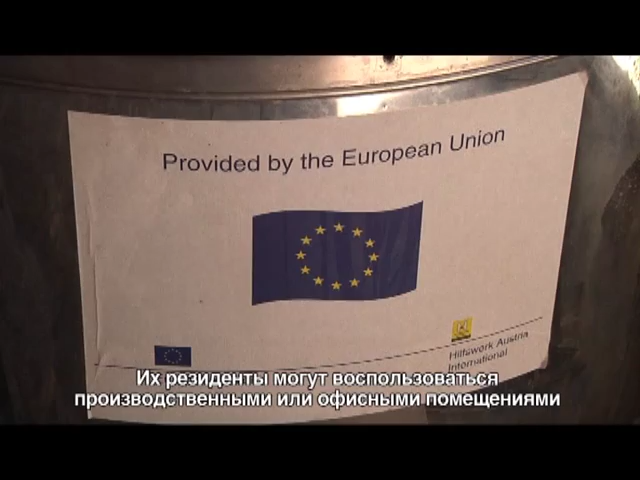 Provided by the European Union
Hilfswerk Austria
International
Их резиденты могут воспользоваться
производственными или офисными помещениями